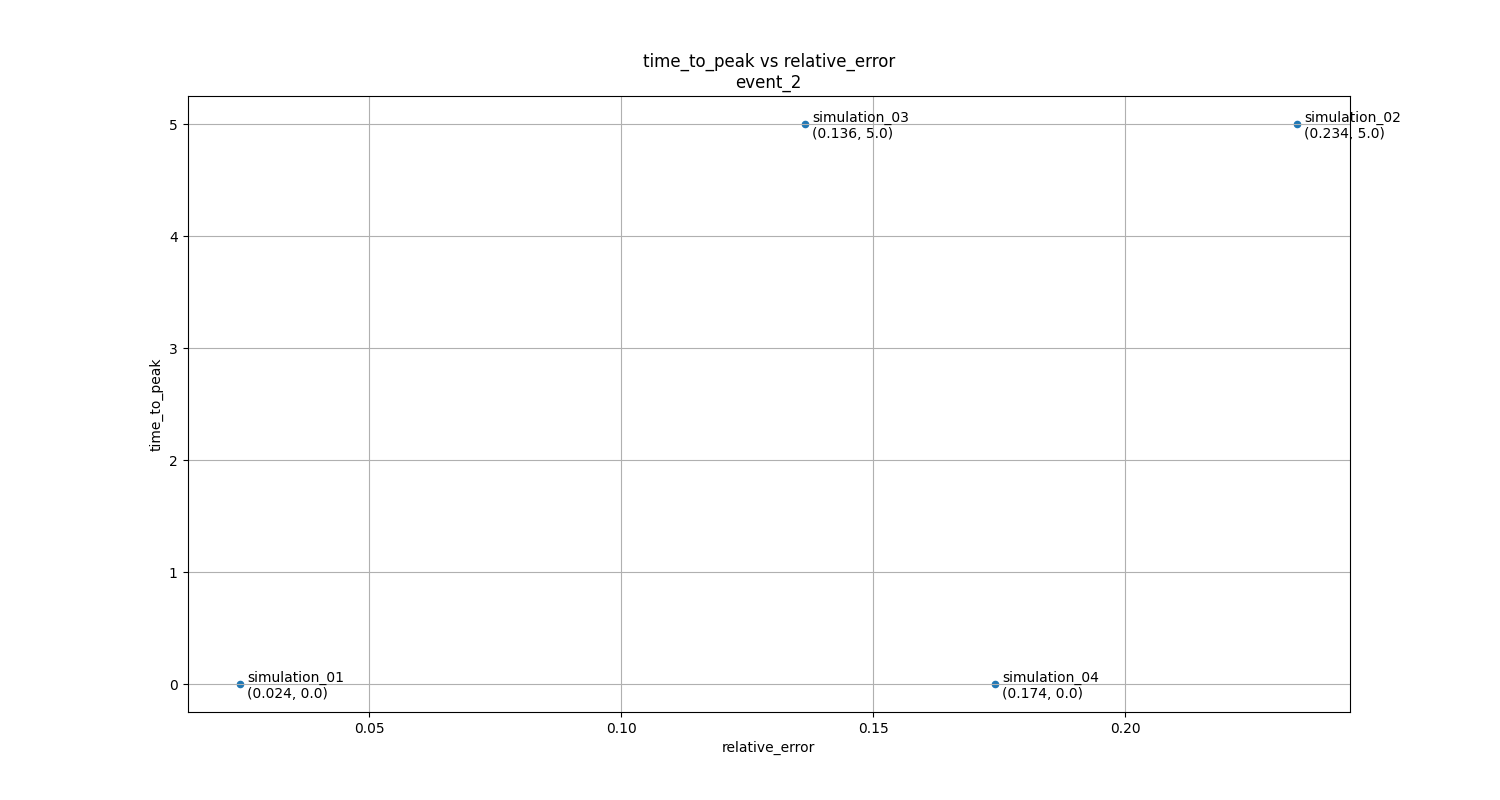 time_to_peak vs relative_error
event_2
simulation_03
(0.136, 5.0)
simulation_02
(0.234, 5.0)
5
4
3
2
1
0
time_to_peak
simulation_01
(0.024, 0.0)
simulation_04
(0.174, 0.0)
0.05
0.10
0.15
0.20
relative_error